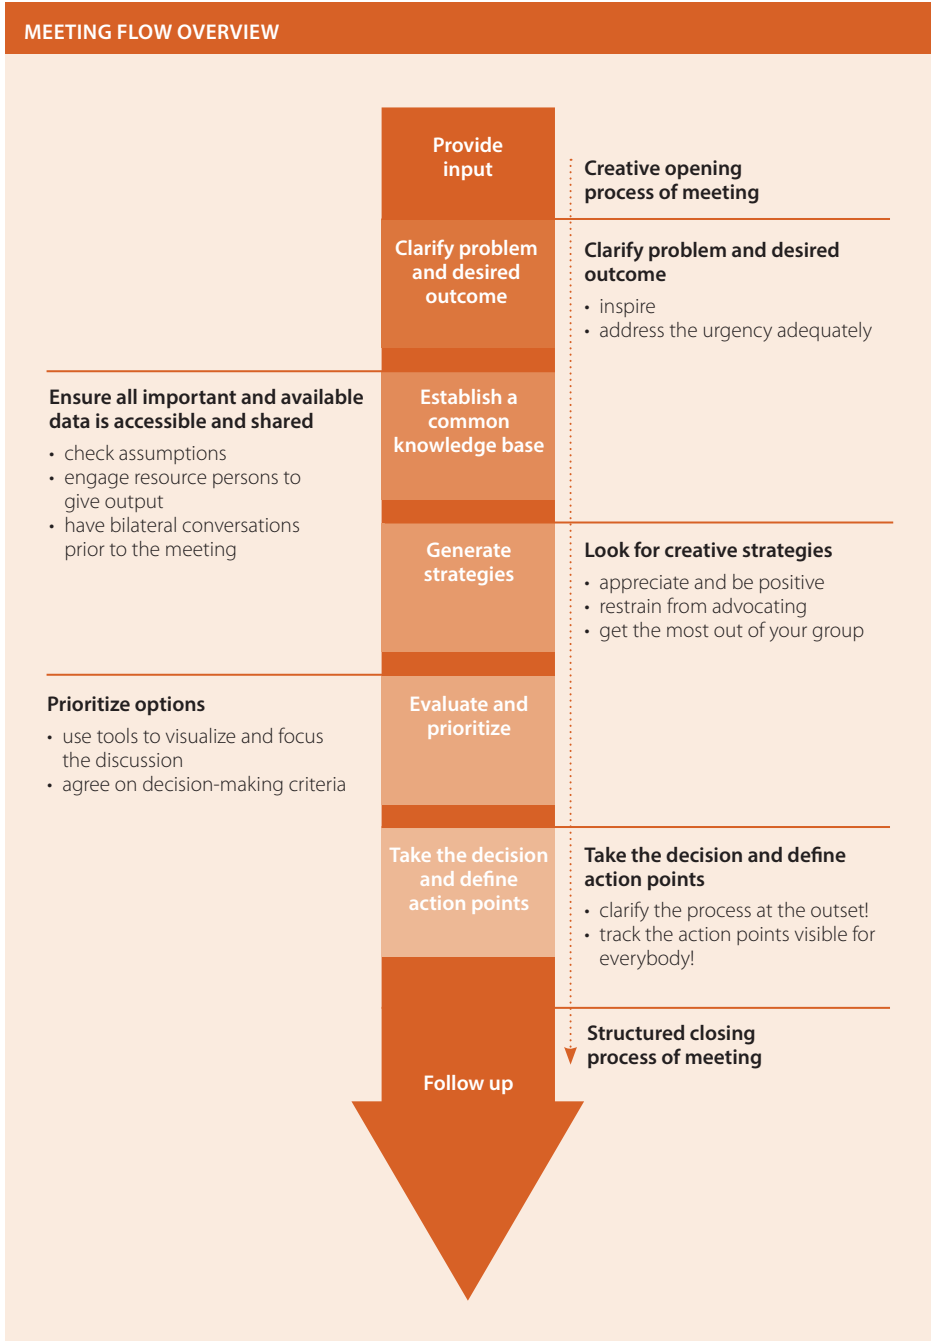 MEETING FLOW OVERVIEW
Provide
input
Creative opening
process of meeting
Clarify problem
and desired
outcome
Clarify problem and desired
outcome
• inspire
• address the urgency adequately
Ensure all important and available
data is accessible and shared
• check assumptions
• engage resource persons to
give output
• have bilateral conversations
prior to the meeting
Establish a
common
knowledge base
Generate
strategies
Look for creative strategies
• appreciate and be positive
• restrain from advocating
• get the most out of your group
Prioritize options
• use tools to visualize and focus
the discussion
• agree on decision-making criteria
Evaluate and
prioritize
Take the decision
and define
action points
Take the decision and define
action points
• clarify the process at the outset!
• track the action points visible for
everybody!
Structured closing
process of meeting
Follow up